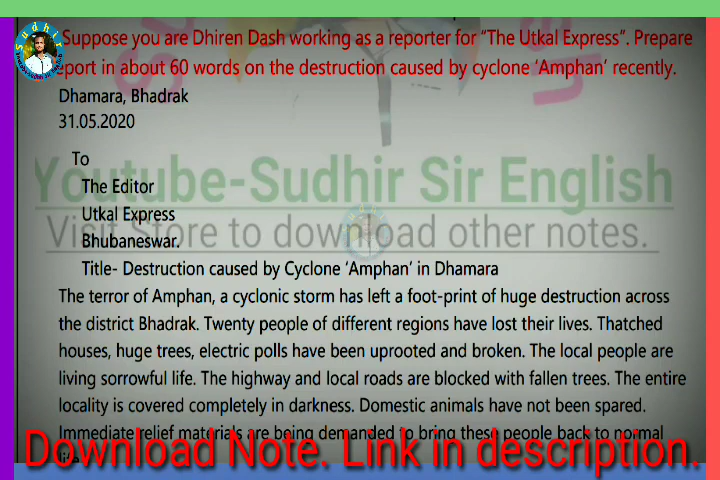 Sudhir
Suppose you are Dhiren Dash working as a reporter for “The Utkal Express”. Prepare
report in about 60 words on the destruction caused by cyclone ‘Amphan’ recently.
Dhamara, Bhadrak
31.05.2020
To
The Editor
Utkal Express
Bhubaneswar.
Youtube-Sudhir Sir English
Visit Store to download other notes.
Title- Destruction caused by Cyclone ‘Amphan’ in Dhamara
The terror of Amphan, a cyclonic storm has left a foot-print of huge destruction across
the district Bhadrak. Twenty people of different regions have lost their lives. Thatched
houses, huge trees, electric polls have been uprooted and broken. The local people are
living sorrowful life. The highway and local roads are blocked with fallen trees. The entire
locality is covered completely in darkness. Domestic animals have not been spared.
Immediate relief materials are being demanded to bring these people back to normal
life.
Download Note. Link in description.